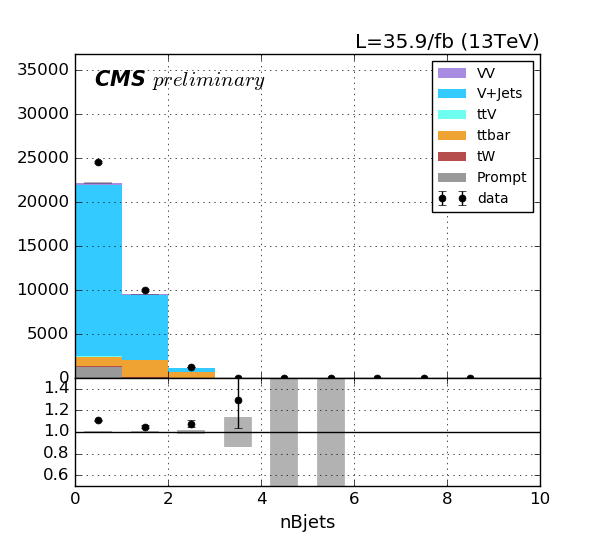 L=35.9/fb (13TeV)
CMS preliminary
VV
V+Jets
ttV
ttbar
tW
Prompt
data
35000
30000
25000
20000
15000
10000
5000
0
1.4
1.2
1.0
0.8
0.6
0 2 4 6 8 10
nBjets